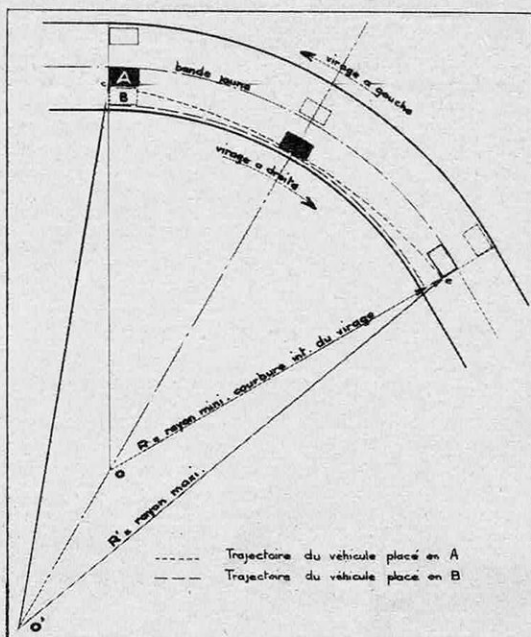 virage a gauche
bande jaune
A
B
virage a droite
R = rayon mini. courbure int. du virage
O
R' = rayon maxi.
Trajectoire du véhicule placé en A
Trajectoire du véhicule placé en B
O'